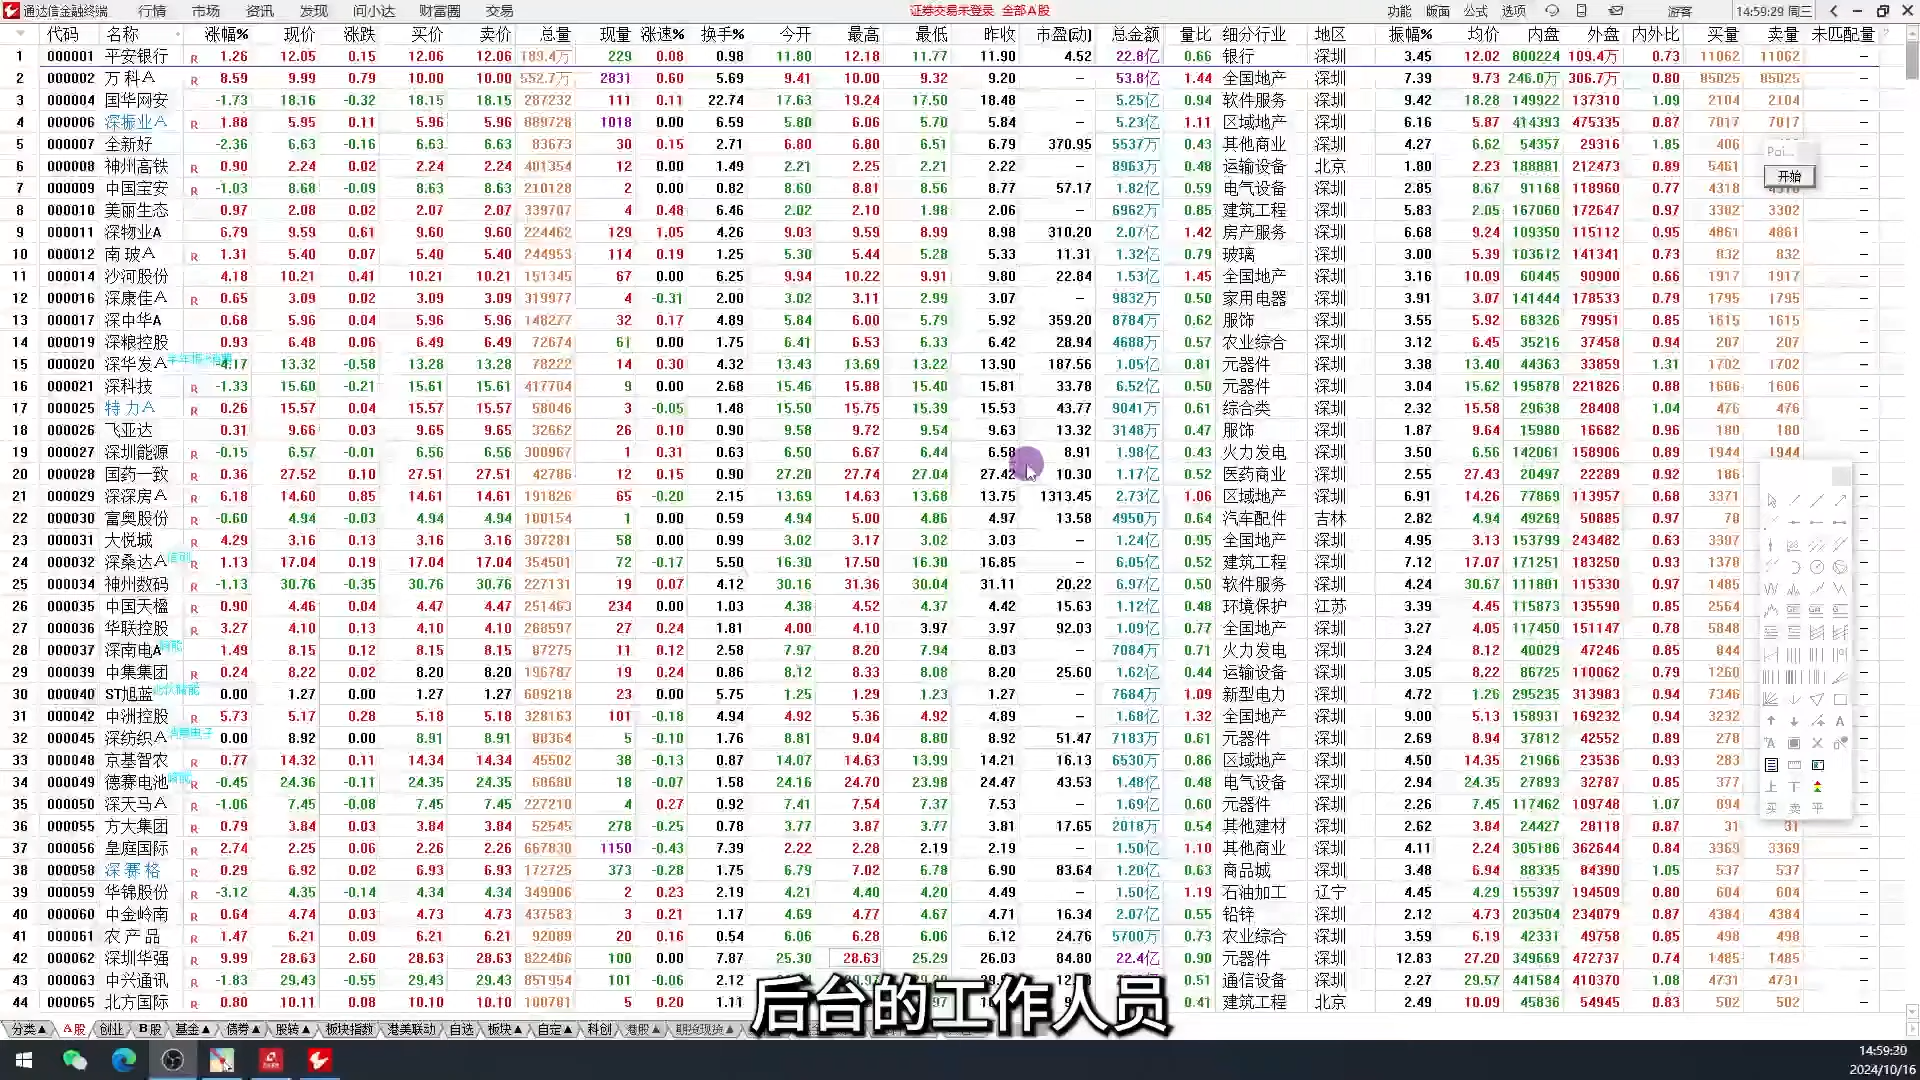 通达信金融终端 行情 市场 资讯 发现 问小达 财富圈 交易 证券交易未登录 全部A股 功能 版面 公式 选项 游客 14:59:29 周三
代码 名称 涨幅% 现价 涨跌 买价 卖价 总量 现量 涨速% 换手% 今开 最高 最低 昨收 市盈(动) 总金额 量比 细分行业 地区 振幅% 均价 内盘 外盘 内外比 买量 卖量 未匹配量
1 000001 平安银行 R 1.26 12.05 0.15 12.06 12.06 189.4万 229 0.08 0.98 11.80 12.18 11.77 11.90 4.52 22.8亿 0.66 银行 深圳 3.45 12.02 800224 109.4万 0.73 11062 11062 –
2 000002 万 科A R 8.59 9.99 0.79 10.00 10.00 552.7万 2831 0.60 5.69 9.41 10.00 9.32 9.20 – 53.8亿 1.44 全国地产 深圳 7.39 9.73 246.0万 306.7万 0.80 85025 85025 –
3 000004 国华网安 -1.73 18.16 -0.32 18.15 18.15 287232 111 0.11 22.74 17.63 19.24 17.50 18.48 – 5.25亿 0.94 软件服务 深圳 9.42 18.28 149922 137310 1.09 2104 2104 –
4 000006 深振业A R 1.88 5.95 0.11 5.96 5.96 889728 1018 0.00 6.59 5.80 6.06 5.70 5.84 – 5.23亿 1.11 区域地产 深圳 6.16 5.87 414393 475335 0.87 7017 7017 –
5 000007 全新好 -2.36 6.63 -0.16 6.63 6.63 83673 30 0.15 2.71 6.80 6.80 6.51 6.79 370.95 5537万 0.43 其他商业 深圳 4.27 6.62 54357 29316 1.85 406 –
6 000008 神州高铁 R 0.90 2.24 0.02 2.24 2.24 401354 12 0.00 1.49 2.21 2.25 2.21 2.22 – 8963万 0.48 运输设备 北京 1.80 2.23 188881 212473 0.89 5461 –
开始
7 000009 中国宝安 R -1.03 8.68 -0.09 8.63 8.63 210128 2 0.00 0.82 8.60 8.81 8.56 8.77 57.17 1.82亿 0.59 电气设备 深圳 2.85 8.67 91168 118960 0.77 4318 4318 –
8 000010 美丽生态 0.97 2.08 0.02 2.07 2.07 339707 4 0.48 6.46 2.02 2.10 1.98 2.06 – 6962万 0.85 建筑工程 深圳 5.83 2.05 167060 172647 0.97 3302 3302 –
9 000011 深物业A 6.79 9.59 0.61 9.60 9.60 224462 129 1.05 4.26 9.03 9.59 8.99 8.98 310.20 2.07亿 1.42 房产服务 深圳 6.68 9.24 109350 115112 0.95 4861 4861 –
10 000012 南 玻A R 1.31 5.40 0.07 5.40 5.40 244953 114 0.19 1.25 5.30 5.44 5.28 5.33 11.31 1.32亿 0.79 玻璃 深圳 3.00 5.39 103612 141341 0.73 832 832 –
11 000014 沙河股份 4.18 10.21 0.41 10.21 10.21 151345 67 0.00 6.25 9.94 10.22 9.91 9.80 22.84 1.53亿 1.45 全国地产 深圳 3.16 10.09 60445 90900 0.66 1917 1917 –
12 000016 深康佳A R 0.65 3.09 0.02 3.09 3.09 319977 4 -0.31 2.00 3.02 3.11 2.99 3.07 – 9832万 0.50 家用电器 深圳 3.91 3.07 141444 178533 0.79 1795 1795 –
13 000017 深中华A 0.68 5.96 0.04 5.96 5.96 148277 32 0.17 4.89 5.84 6.00 5.79 5.92 359.20 8784万 0.62 服饰 深圳 3.55 5.92 68326 79951 0.85 1615 1615 –
14 000019 深粮控股 0.93 6.48 0.06 6.49 6.49 72674 61 0.00 1.75 6.41 6.53 6.33 6.42 28.94 4688万 0.57 农业综合 深圳 3.12 6.45 35216 37458 0.94 207 207 –
15 000020 深华发A -4.17 13.32 -0.58 13.28 13.28 78222 14 0.30 4.32 13.43 13.69 13.22 13.90 187.56 1.05亿 0.81 元器件 深圳 3.38 13.40 44363 33859 1.31 1702 1702 –
16 000021 深科技 R -1.33 15.60 -0.21 15.61 15.61 417704 9 0.00 2.68 15.46 15.88 15.40 15.81 33.78 6.52亿 0.50 元器件 深圳 3.04 15.62 195878 221826 0.88 1606 1606 –
17 000025 特 力A R 0.26 15.57 0.04 15.57 15.57 58046 3 -0.05 1.48 15.50 15.75 15.39 15.53 43.77 9041万 0.61 综合类 深圳 2.32 15.58 29638 28408 1.04 476 476 –
18 000026 飞亚达 0.31 9.66 0.03 9.65 9.65 32662 26 0.10 0.90 9.58 9.72 9.54 9.63 13.32 3148万 0.47 服饰 深圳 1.87 9.64 15980 16682 0.96 180 180 –
19 000027 深圳能源 R -0.15 6.57 -0.01 6.56 6.56 300967 1 0.31 0.63 6.50 6.67 6.44 6.58 8.91 1.98亿 0.43 火力发电 深圳 3.50 6.56 142061 158906 0.89 1944 1944 –
20 000028 国药一致 R 0.36 27.52 0.10 27.51 27.51 42786 12 0.15 0.90 27.20 27.74 27.04 27.42 10.30 1.17亿 0.52 医药商业 深圳 2.55 27.43 20497 22289 0.92 186 –
21 000029 深深房A R 6.18 14.60 0.85 14.61 14.61 191826 65 -0.20 2.15 13.69 14.63 13.68 13.75 1313.45 2.73亿 1.06 区域地产 深圳 6.91 14.26 77869 113957 0.68 3371 –
22 000030 富奥股份 R -0.60 4.94 -0.03 4.94 4.94 100154 1 0.00 0.59 4.94 5.00 4.86 4.97 13.58 4950万 0.64 汽车配件 吉林 2.82 4.94 49269 50885 0.97 78 –
23 000031 大悦城 R 4.29 3.16 0.13 3.16 3.16 397281 58 0.00 0.99 3.02 3.17 3.02 3.03 – 1.24亿 0.95 全国地产 深圳 4.95 3.13 153799 243482 0.63 3397 –
24 000032 深桑达A R 1.13 17.04 0.19 17.04 17.04 354501 72 -0.17 5.50 16.30 17.50 16.30 16.85 – 6.05亿 0.52 建筑工程 深圳 7.12 17.07 171251 183250 0.93 1378 –
25 000034 神州数码 R -1.13 30.76 -0.35 30.76 30.76 227131 19 0.07 4.12 30.16 31.36 30.04 31.11 20.22 6.97亿 0.50 软件服务 深圳 4.24 30.67 111801 115330 0.97 1485 –
26 000035 中国天楹 R 0.90 4.46 0.04 4.47 4.47 251463 234 0.00 1.03 4.38 4.52 4.37 4.42 15.63 1.12亿 0.48 环境保护 江苏 3.39 4.45 115873 135590 0.85 2564 –
27 000036 华联控股 R 3.27 4.10 0.13 4.10 4.10 268597 27 0.24 1.81 4.00 4.10 3.97 3.97 92.03 1.09亿 0.77 全国地产 深圳 3.27 4.05 117450 151147 0.78 5848 –
28 000037 深南电A 1.49 8.15 0.12 8.15 8.15 87275 11 0.12 2.58 7.97 8.20 7.94 8.03 – 7084万 0.71 火力发电 深圳 3.24 8.12 40029 47246 0.85 844 –
29 000039 中集集团 R 0.24 8.22 0.02 8.20 8.20 196787 19 0.24 0.86 8.12 8.33 8.08 8.20 25.60 1.62亿 0.44 运输设备 深圳 3.05 8.22 86725 110062 0.79 1260 –
30 000040 ST旭蓝 0.00 1.27 0.00 1.27 1.27 609218 23 0.00 5.75 1.25 1.29 1.23 1.27 – 7684万 1.09 新型电力 深圳 4.72 1.26 295235 313983 0.94 7346 –
31 000042 中洲控股 5.73 5.17 0.28 5.18 5.18 328163 101 -0.18 4.94 4.92 5.36 4.92 4.89 – 1.68亿 1.32 全国地产 深圳 9.00 5.13 158931 169232 0.94 3232 –
32 000045 深纺织A 0.00 8.92 0.00 8.91 8.91 80364 5 -0.10 1.76 8.81 9.04 8.80 8.92 51.47 7183万 0.61 元器件 深圳 2.69 8.94 37812 42552 0.89 278 –
33 000048 京基智农 R 0.77 14.32 0.11 14.34 14.34 45502 38 -0.13 0.87 14.07 14.63 13.99 14.21 16.13 6530万 0.86 区域地产 深圳 4.50 14.35 21966 23536 0.93 283 –
34 000049 德赛电池 R -0.45 24.36 -0.11 24.35 24.35 60680 18 -0.07 1.58 24.16 24.70 23.98 24.47 43.53 1.48亿 0.48 电气设备 深圳 2.94 24.35 27893 32787 0.85 377 –
35 000050 深天马A R -1.06 7.45 -0.08 7.45 7.45 227210 4 0.27 0.92 7.41 7.54 7.37 7.53 – 1.69亿 0.60 元器件 深圳 2.26 7.45 117462 109748 1.07 894 –
36 000055 方大集团 R 0.79 3.84 0.03 3.84 3.84 52545 278 -0.25 0.78 3.77 3.87 3.77 3.81 17.65 2018万 0.54 其他建材 深圳 2.62 3.84 24427 28118 0.87 31 31 –
37 000056 皇庭国际 R 2.74 2.25 0.06 2.26 2.26 667830 1150 -0.43 7.39 2.22 2.28 2.19 2.19 – 1.50亿 1.10 其他商业 深圳 4.11 2.24 305186 362644 0.84 3369 3369 –
38 000058 深 赛 格 R 0.29 6.92 0.02 6.93 6.93 172725 373 -0.28 1.75 6.79 7.02 6.78 6.90 83.64 1.20亿 0.63 商品城 深圳 3.48 6.94 88335 84390 1.05 537 537 –
39 000059 华锦股份 R -3.12 4.35 -0.14 4.34 4.34 349906 2 0.23 2.19 4.21 4.40 4.20 4.49 – 1.50亿 1.19 石油加工 辽宁 4.45 4.29 155397 194509 0.80 604 604 –
40 000060 中金岭南 R 0.64 4.74 0.03 4.73 4.73 437583 3 0.21 1.17 4.69 4.77 4.67 4.71 16.34 2.07亿 0.55 铅锌 深圳 2.12 4.73 203504 234079 0.87 4384 4384 –
41 000061 农 产 品 R 1.47 6.21 0.09 6.21 6.21 92089 20 0.16 0.54 6.06 6.28 6.06 6.12 24.76 5700万 0.73 农业综合 深圳 3.59 6.19 42331 49758 0.85 498 498 –
42 000062 深圳华强 R 9.99 28.63 2.60 28.63 28.63 822406 100 0.00 7.87 25.30 28.63 25.29 26.03 84.80 22.4亿 0.90 元器件 深圳 12.83 27.20 349669 472737 0.74 1485 1485 –
43 000063 中兴通讯 R -1.83 29.43 -0.55 29.43 29.43 851954 101 -0.06 2.12 0.51 通信设备 深圳 2.27 29.57 441584 410370 1.08 4731 4731 –
44 000065 北方国际 R 0.80 10.11 0.08 10.10 10.10 100781 5 0.20 1.11 0.41 建筑工程 北京 2.49 10.09 45836 54945 0.83 502 502 –
后台的工作人员
分类▲ A股 创业 B股 基金▲ 债券▲ 股转▲ 板块指数 港美联动 自选 板块▲ 自定▲ 科创 港股▲ 期货现货▲
14:59:30
2024/10/16